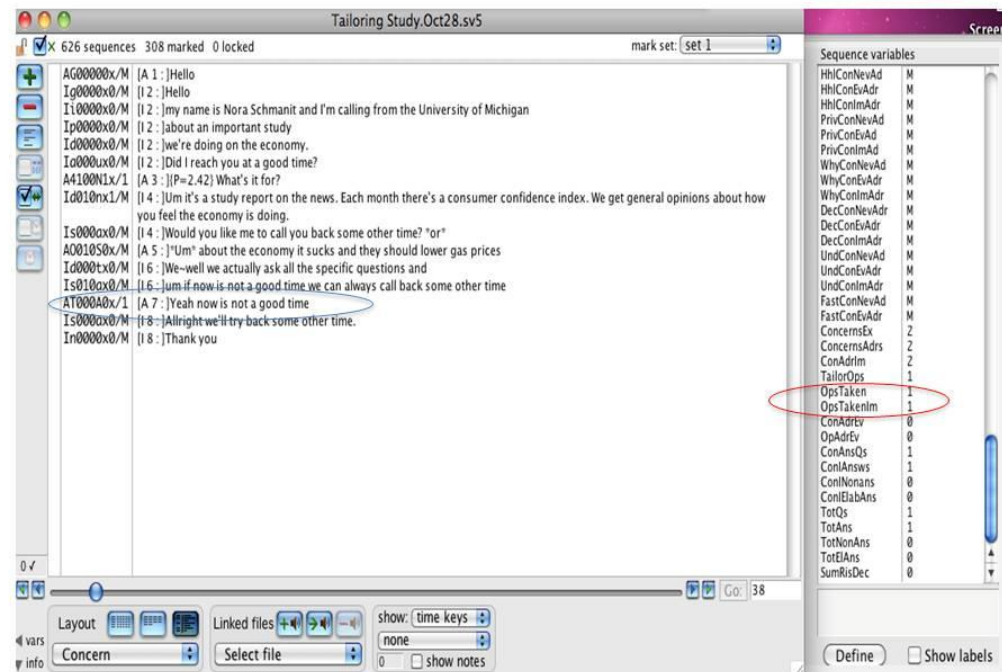 Tailoring Study.Oct28.sv5
626 sequences 308 marked 0 locked
mark set: set 1
AG00000x/M [A 1 : ]Hello
Ig0000x0/M [I 2 : ]Hello
Ii0000x0/M [I 2 : ]my name is Nora Schmanit and I'm calling from the University of Michigan
Ip0000x0/M [I 2 : ]about an important study
Id0000x0/M [I 2 : ]we're doing on the economy.
Ia000ux0/M [I 2 : ]Did I reach you at a good time?
A4100N1x/1 [A 3 : ]{P=2.42} What's it for?
Id010nx1/M [I 4 : ]Um it's a study report on the news. Each month there's a consumer confidence index. We get general opinions about how
you feel the economy is doing.
Is000ax0/M [I 4 : ]Would you like me to call you back some other time? *or*
AO010S0x/M [A 5 : ]*Um* about the economy it sucks and they should lower gas prices
Id000tx0/M [I 6 : ]We~well we actually ask all the specific questions and
Is010ax0/M [I 6 : ]um if now is not a good time we can always call back some other time
AT000A0x/1 [A 7 : ]Yeah now is not a good time
Is000ax0/M [I 8 : ]Allright we'll try back some other time.
In0000x0/M [I 8 : ]Thank you
0 ✓
Go: 38
vars
info
Layout
Concern
Linked files
Select file
show: time keys
none
0 show notes
Screen
Sequence variables
HhlConNevAd M
HhlConEvAdr M
HhlConImAdr M
PrivConNevAd M
PrivConEvAd M
PrivConImAd M
WhyConNevAd M
WhyConEvAdr M
WhyConImAdr M
DecConNevAdr M
DecConEvAdr M
DecConImAdr M
UndConNevAd M
UndConEvAdr M
UndConImAdr M
FastConNevAd M
FastConEvAdr M
ConcernsEx 2
ConcernsAdrs 2
ConAdrIm 2
TailorOps 1
OpsTaken 1
OpsTakenIm 1
ConAdrEv 0
OpAdrEv 0
ConAnsQs 1
ConlAnsws 1
ConlNonans 0
ConlElabAns 0
TotQs 1
TotAns 1
TotNonAns 0
TotElAns 0
SumRisDec 0
Define
Show labels